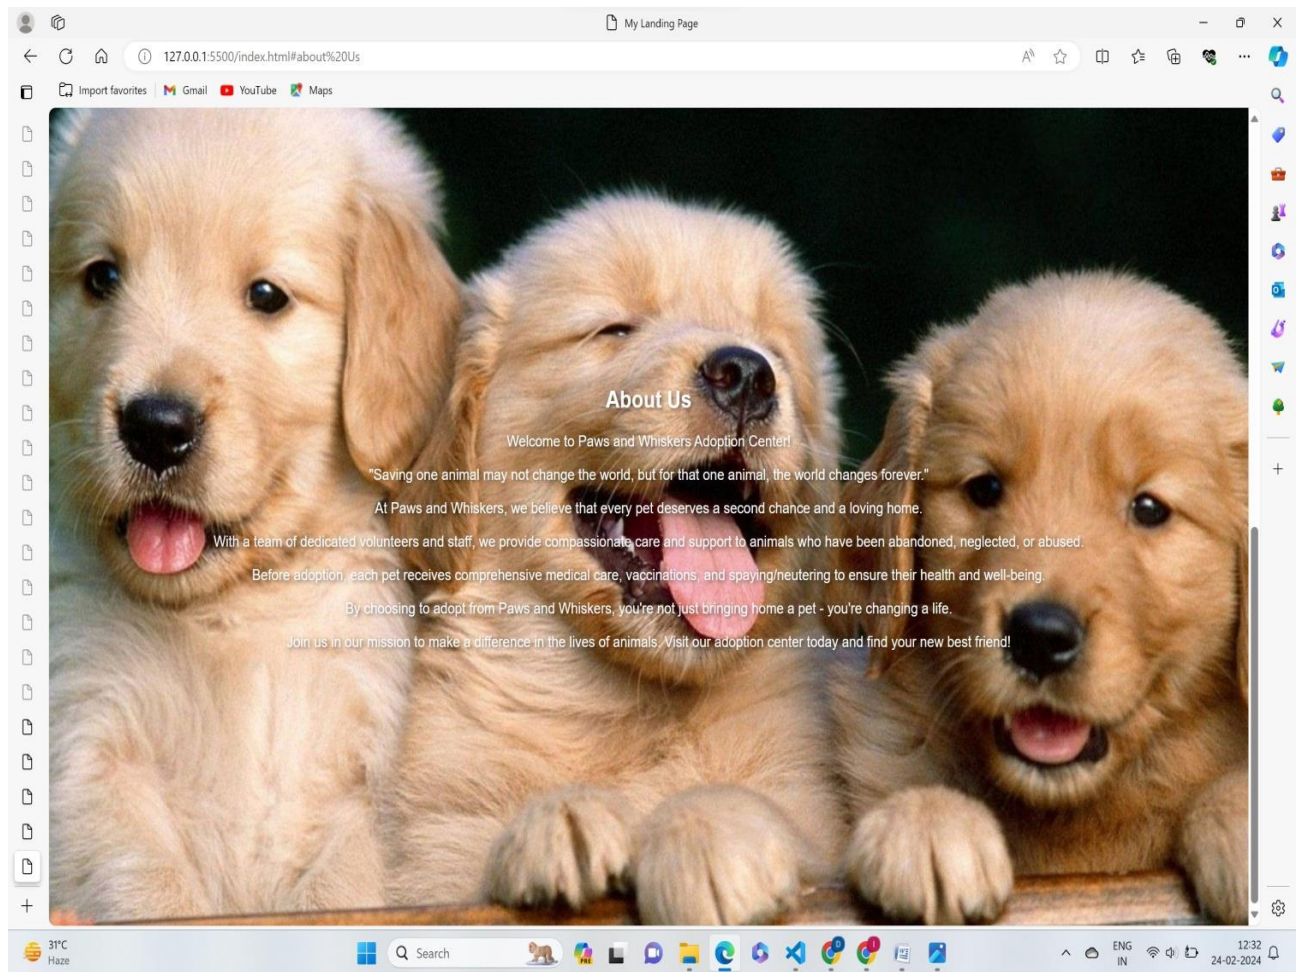 My Landing Page
127.0.0.1:5500/index.html#about%20Us
Import favorites Gmail YouTube Maps
About Us
Welcome to Paws and Whiskers Adoption Center!
"Saving one animal may not change the world, but for that one animal, the world changes forever."
At Paws and Whiskers, we believe that every pet deserves a second chance and a loving home.
With a team of dedicated volunteers and staff, we provide compassionate care and support to animals who have been abandoned, neglected, or abused.
Before adoption, each pet receives comprehensive medical care, vaccinations, and spaying/neutering to ensure their health and well-being.
By choosing to adopt from Paws and Whiskers, you're not just bringing home a pet - you're changing a life.
Join us in our mission to make a difference in the lives of animals. Visit our adoption center today and find your new best friend!
31°C
Haze
Search
PRE
D
ENG
IN
12:32
24-02-2024